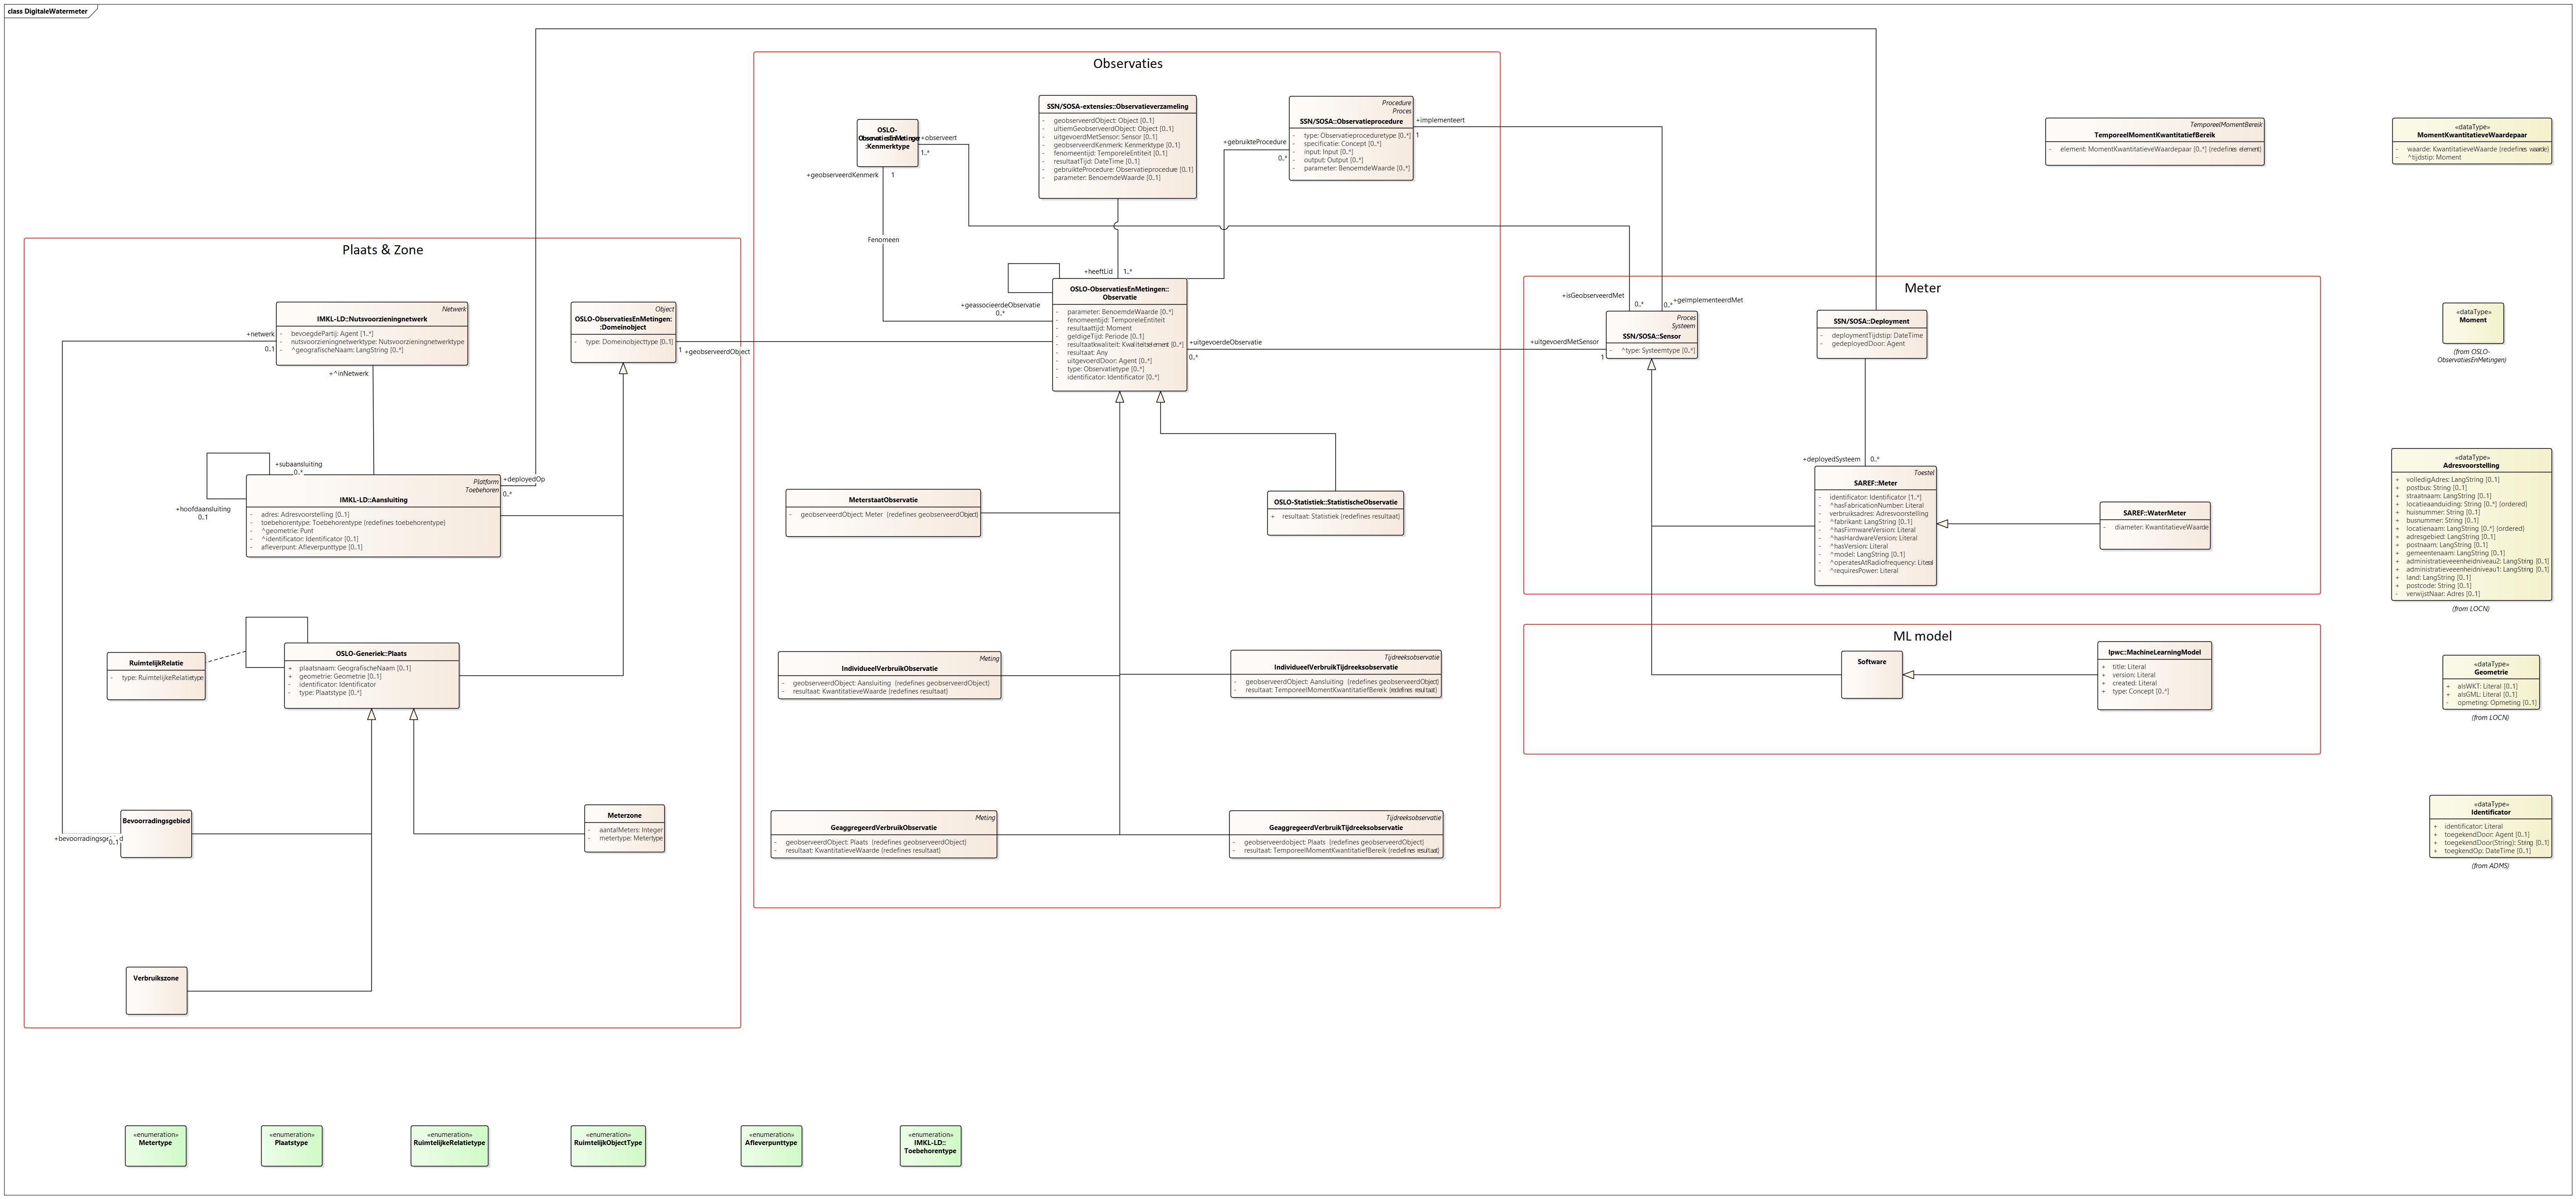 class DigitaleWatermeter
Observaties
SSN/SOSA-extensies::Observatieverzameling
- geobserveerdObject: Object [0..1]
- ultiemGeobserveerdObject: Object [0..1]
- uitgevoerdMetSensor: Sensor [0..1]
- geobserveerdKenmerk: Kenmerktype [0..1]
- fenomeentijd: TemporeleEntiteit [0..1]
- resultaatTijd: DateTime [0..1]
- gebruikteProcedure: Observatieprocedure [0..1]
- parameter: BenoemdeWaarde [0..1]
Procedure
Proces
SSN/SOSA::Observatieprocedure
- type: Observatieproceduretype [0..*]
- specificatie: Concept [0..*]
- input: Input [0..*]
- output: Output [0..*]
- parameter: BenoemdeWaarde [0..*]
+implementeert
1
OSLO-
ObservatiesEnMetingen:
:Kenmerktype
+observeert
1..*
+geobserveerdKenmerk
1
Fenomeen
+gebruikteProcedure
0..*
TemporeelMomentBereik
TemporeelMomentKwantitatiefBereik
- element: MomentKwantitatieveWaardepaar [0..*] {redefines element}
«dataType»
MomentKwantitatieveWaardepaar
- waarde: KwantitatieveWaarde {redefines waarde}
- ^tijdstip: Moment
Plaats & Zone
Netwerk
IMKL-LD::Nutsvoorzieningnetwerk
- bevoegdePartij: Agent [1..*]
- nutsvoorzieningnetwerktype: Nutsvoorzieningnetwerktype
- ^geografischeNaam: LangString [0..*]
+netwerk
0..1
+^inNetwerk
Object
OSLO-ObservatiesEnMetingen:
:Domeinobject
- type: Domeinobjecttype [0..1]
1
+geobserveerdObject
+heeftLid
1..*
+geassocieerdeObservatie
0..*
OSLO-ObservatiesEnMetingen::
Observatie
- parameter: BenoemdeWaarde [0..*]
- fenomeentijd: TemporeleEntiteit
- resultaattijd: Moment
- geldigeTijd: Periode [0..1]
- resultaatkwaliteit: Kwaliteitselement [0..*]
- resultaat: Any
- uitgevoerdDoor: Agent [0..*]
- type: Observatietype [0..*]
- identificator: Identificator [0..*]
+uitgevoerdeObservatie
0..*
Meter
+isGeobserveerdMet
0..*
0..*
+geimplementeerdMet
+uitgevoerdMetSensor
1
Proces
Systeem
SSN/SOSA::Sensor
- ^type: Systeemtype [0..*]
SSN/SOSA::Deployment
- deploymentTijdstip: DateTime
- gedeployedDoor: Agent
+deployedSysteem
0..*
«dataType»
Moment
(from OSLO-
ObservatiesEnMetingen)
+subaansluiting
0..*
+hoofdaansluiting
0..1
Platform
Toebehoren
IMKL-LD::Aansluiting
- adres: Adresvoorstelling [0..1]
- toebehorentype: Toebehorentype {redefines toebehorentype}
- ^geometrie: Punt
- ^identificator: Identificator [0..1]
- afleverpunt: Afleverpunttype [0..1]
+deployedOp
0..*
MeterstaatObservatie
- geobserveerdObject: Meter {redefines geobserveerdObject}
OSLO-Statistiek::StatistischeObservatie
+ resultaat: Statistiek {redefines resultaat}
Toestel
SAREF::Meter
- identificator: Identificator [1..*]
- ^hasFabricationNumber: Literal
- verbruiksadres: Adresvoorstelling
- ^fabrikant: LangString [0..1]
- ^hasFirmwareVersion: Literal
- ^hasHardwareVersion: Literal
- ^hasVersion: Literal
- ^model: LangString [0..1]
- ^operatesAtRadiofrequency: Literal
- ^requiresPower: Literal
SAREF::WaterMeter
- diameter: KwantitatieveWaarde
«dataType»
Adresvoorstelling
+ volledigAdres: LangString [0..1]
+ postbus: String [0..1]
+ straatnaam: LangString [0..1]
+ locatieaanduiding: String [0..*] {ordered}
+ huisnummer: String [0..1]
+ busnummer: String [0..1]
+ locatienaam: LangString [0..*] {ordered}
+ adresgebied: LangString [0..1]
+ postnaam: LangString [0..1]
+ gemeentenaam: LangString [0..1]
+ administratieveeenheidniveau2: LangString [0..1]
+ administratieveeenheidniveau1: LangString [0..1]
+ land: LangString [0..1]
+ postcode: String [0..1]
- verwijstNaar: Adres [0..1]
(from LOCN)
RuimtelijkRelatie
- type: RuimtelijkeRelatietype
OSLO-Generiek::Plaats
+ plaatsnaam: GeografischeNaam [0..1]
+ geometrie: Geometrie [0..1]
- identificator: Identificator
- type: Plaatstype [0..*]
Meting
IndividueelVerbruikObservatie
- geobserveerdObject: Aansluiting {redefines geobserveerdObject}
- resultaat: KwantitatieveWaarde {redefines resultaat}
Tijdreeksobservatie
IndividueelVerbruikTijdreeksobservatie
- geobserveerdObject: Aansluiting {redefines geobserveerdObject}
- resultaat: TemporeelMomentKwantitatiefBereik {redefines resultaat}
ML model
Software
lpwc::MachineLearningModel
+ title: Literal
+ version: Literal
+ created: Literal
+ type: Concept [0..*]
«dataType»
Geometrie
+ alsWKT: Literal [0..1]
+ alsGML: Literal [0..1]
- opmeting: Opmeting [0..1]
(from LOCN)
0..1
Bevoorradingsgebied
Meterzone
- aantalMeters: Integer
- metertype: Metertype
Meting
GeaggregeerdVerbruikObservatie
- geobserveerdObject: Plaats {redefines geobserveerdObject}
- resultaat: KwantitatieveWaarde {redefines resultaat}
Tijdreeksobservatie
GeaggregeerdVerbruikTijdreeksobservatie
- geobserveerdobject: Plaats {redefines geobserveerdObject}
- resultaat: TemporeelMomentKwantitatiefBereik {redefines resultaat}
«dataType»
Identificator
+ identificator: Literal
+ toegekendDoor: Agent [0..1]
+ toegekendDoor(String): String [0..1]
+ toegkendOp: DateTime [0..1]
(from ADMS)
Verbruikszone
«enumeration»
Metertype
«enumeration»
Plaatstype
«enumeration»
RuimtelijkeRelatietype
«enumeration»
RuimtelijkObjectType
«enumeration»
Afleverpunttype
«enumeration»
IMKL-LD::
Toebehorentype